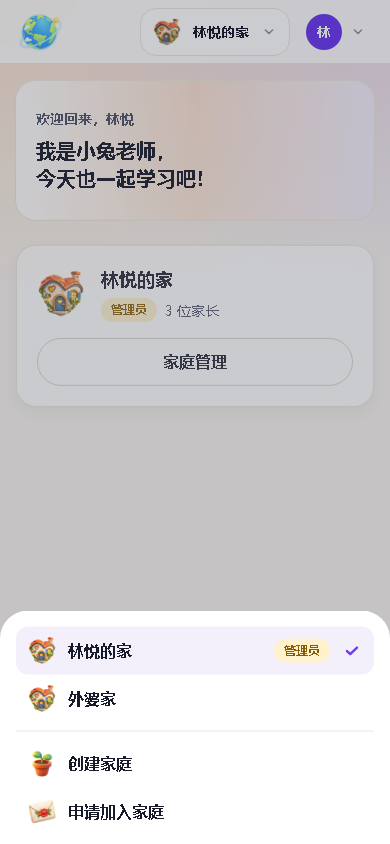 林悦的家
林
欢迎回来，林悦
我是小兔老师，
今天也一起学习吧！
林悦的家
管理员 3 位家长
家庭管理
林悦的家 管理员
外婆家
创建家庭
申请加入家庭